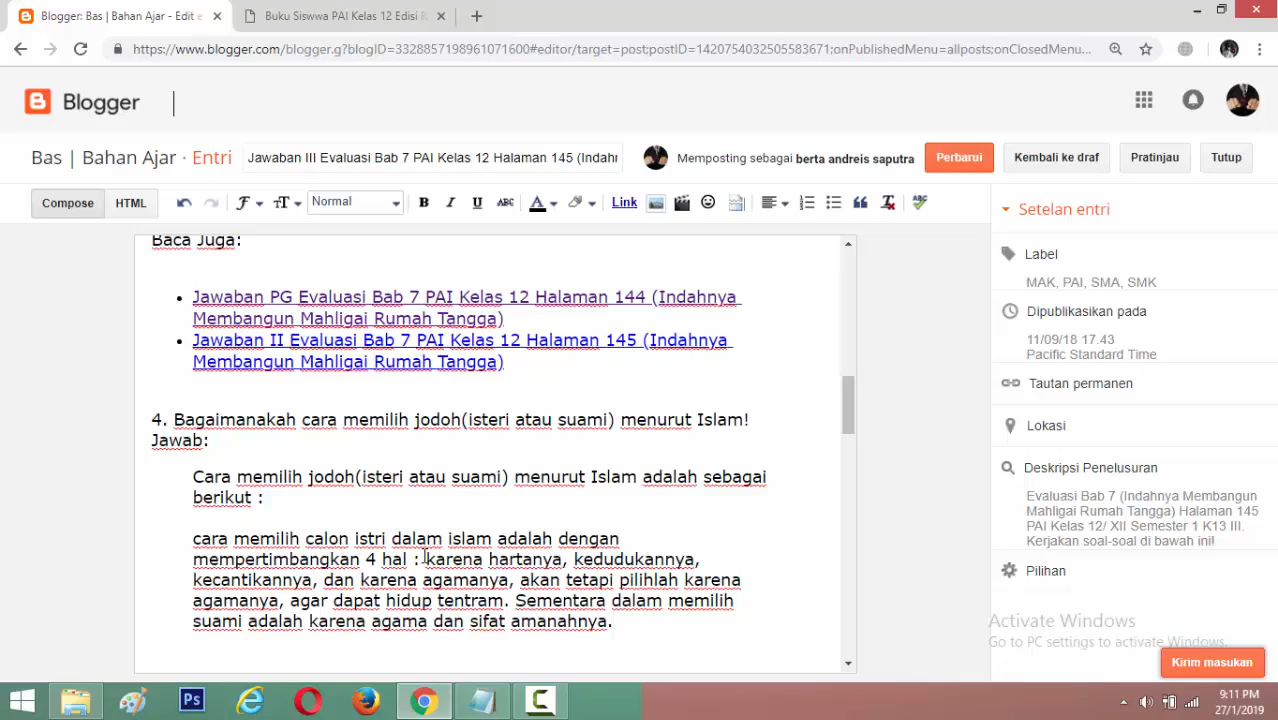 Blogger: Bas | Bahan Ajar - Edit e
Buku Siswwa PAI Kelas 12 Edisi R
https://www.blogger.com/blogger.g?blogID=3328857198961071600#editor/target=post;postID=1420754032505583671;onPublishedMenu=allposts;onClosedMenu...
Blogger
Bas | Bahan Ajar · Entri
Jawaban III Evaluasi Bab 7 PAI Kelas 12 Halaman 145 (Indahn
Memposting sebagai berta andreis saputra
Perbarui
Kembali ke draf
Pratinjau
Tutup
Compose
HTML
Normal
B
I
U
ABC
A
Link
Baca Juga:
Jawaban PG Evaluasi Bab 7 PAI Kelas 12 Halaman 144 (Indahnya
Membangun Mahligai Rumah Tangga)
Jawaban II Evaluasi Bab 7 PAI Kelas 12 Halaman 145 (Indahnya
Membangun Mahligai Rumah Tangga)
4. Bagaimanakah cara memilih jodoh(isteri atau suami) menurut Islam!
Jawab:
Cara memilih jodoh(isteri atau suami) menurut Islam adalah sebagai
berikut :
cara memilih calon istri dalam islam adalah dengan
mempertimbangkan 4 hal : karena hartanya, kedudukannya,
kecantikannya, dan karena agamanya, akan tetapi pilihlah karena
agamanya, agar dapat hidup tentram. Sementara dalam memilih
suami adalah karena agama dan sifat amanahnya.
Setelan entri
Label
MAK, PAI, SMA, SMK
Dipublikasikan pada
11/09/18 17.43
Pacific Standard Time
Tautan permanen
Lokasi
Deskripsi Penelusuran
Evaluasi Bab 7 (Indahnya Membangun
Mahligai Rumah Tangga) Halaman 145
PAI Kelas 12/ XII Semester 1 K13 III.
Kerjakan soal-soal di bawah ini!
Pilihan
Activate Windows
Go to PC settings to activate Windows.
Kirim masukan
Ps
9:11 PM
27/1/2019